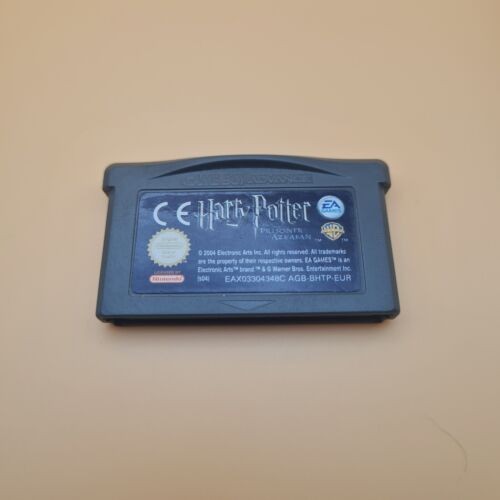 GAME BOY ADVANCE
CE Harry Potter
EA
GAMES
PRISONER
AZKABAN
© 2004 Electronic Arts Inc. All rights reserved. All trademarks
are the property of their respective owners. EA GAMES™ is an
Electronic Arts™ brand ™ & © Warner Bros. Entertainment Inc.
(s04)
LICENSED BY
Nintendo
EAX03304348C AGB-BHTP-EUR